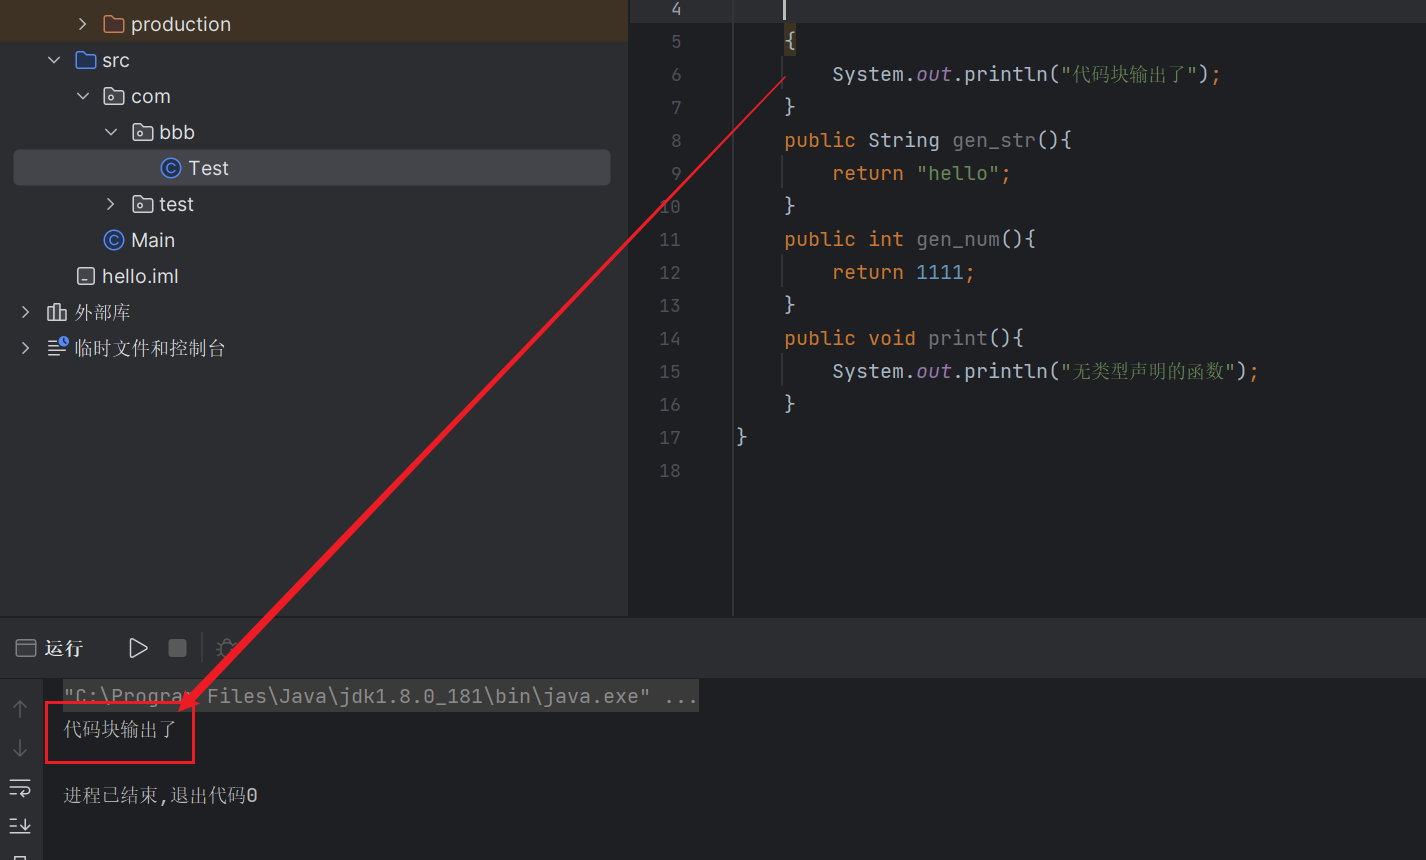 production
src
com
bbb
Test
test
Main
hello.iml
外部库
临时文件和控制台
4
5 {
6 System.out.println("代码块输出了");
7 }
8 public String gen_str(){
9 return "hello";
10 }
11 public int gen_num(){
12 return 1111;
13 }
14 public void print(){
15 System.out.println("无类型声明的函数");
16 }
17 }
18
运行
"C:\Program Files\Java\jdk1.8.0_181\bin\java.exe" ...
代码块输出了
进程已结束,退出代码0